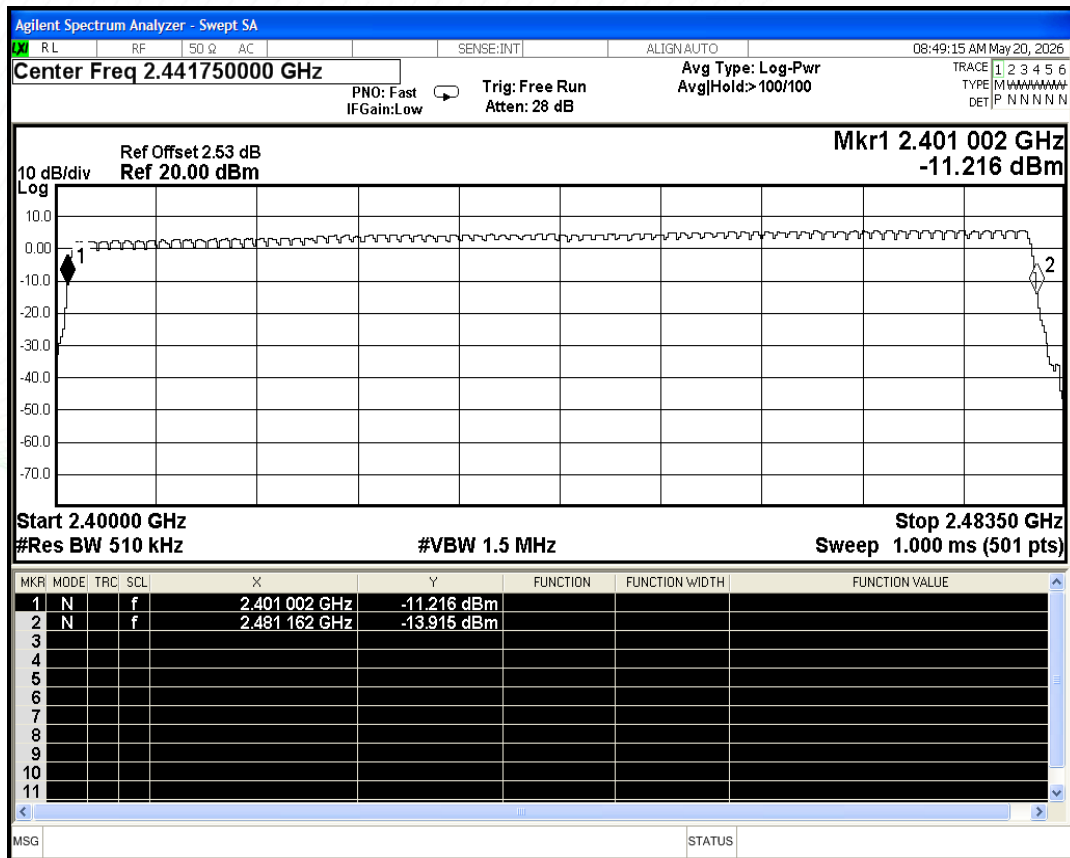 Agilent Spectrum Analyzer - Swept SA
LXI RL RF 50 Ω AC SENSE:INT ALIGN AUTO 08:49:15 AM May 20, 2026
Center Freq 2.441750000 GHz
PNO: Fast
IFGain:Low
Trig: Free Run
Atten: 28 dB
Avg Type: Log-Pwr
Avg|Hold:>100/100
TRACE 1 2 3 4 5 6
TYPE M WWWWW
DET P N N N N N
Mkr1 2.401 002 GHz
-11.216 dBm
Ref Offset 2.53 dB
10 dB/div Ref 20.00 dBm
Log
10.0
0.00
-10.0
-20.0
-30.0
-40.0
-50.0
-60.0
-70.0
1
2
1
Start 2.40000 GHz Stop 2.48350 GHz
#Res BW 510 kHz #VBW 1.5 MHz Sweep 1.000 ms (501 pts)
MKR MODE TRC SCL X Y FUNCTION FUNCTION WIDTH FUNCTION VALUE
1 N f 2.401 002 GHz -11.216 dBm
2 N f 2.481 162 GHz -13.915 dBm
3
4
5
6
7
8
9
10
11
MSG STATUS